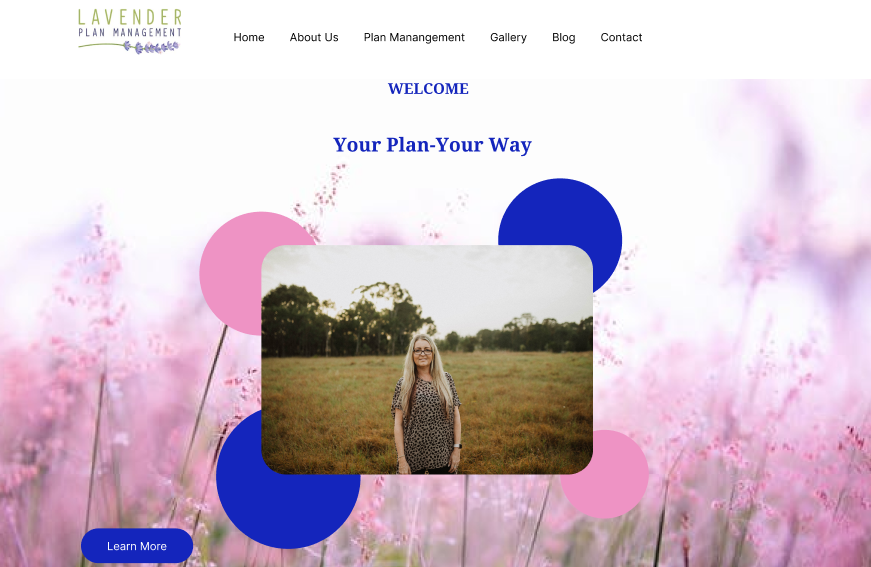 LAVENDER
PLAN MANAGEMENT
Home About Us Plan Manangement Gallery Blog Contact
WELCOME
Your Plan-Your Way
Learn More